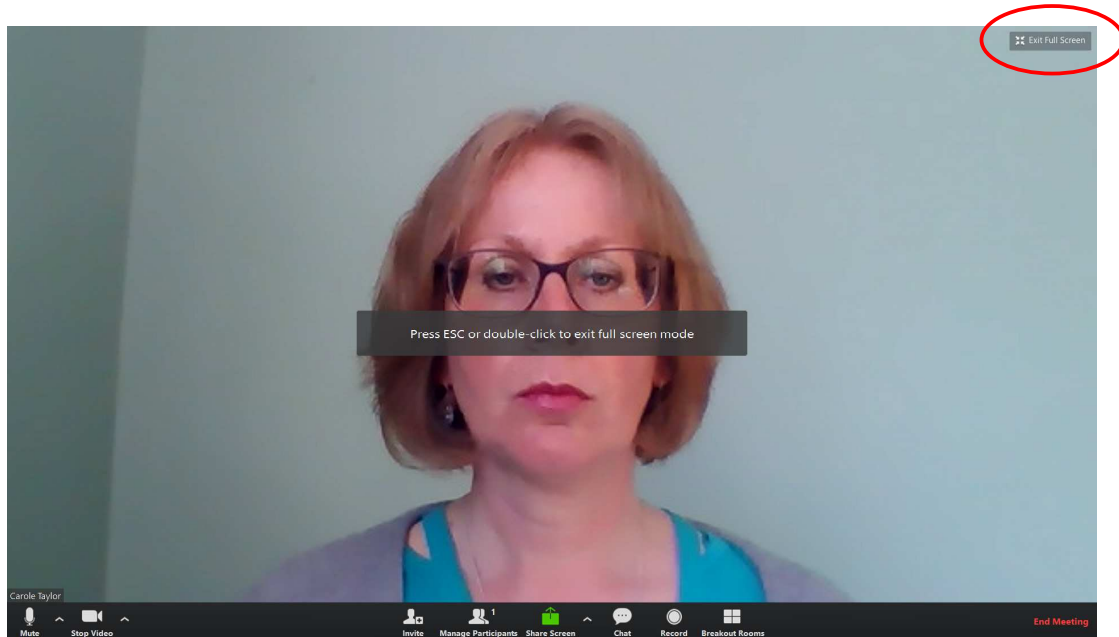 Exit Full Screen
Press ESC or double-click to exit full screen mode
Carole Taylor
1
Mute Stop Video Invite Manage Participants Share Screen Chat Record Breakout Rooms End Meeting